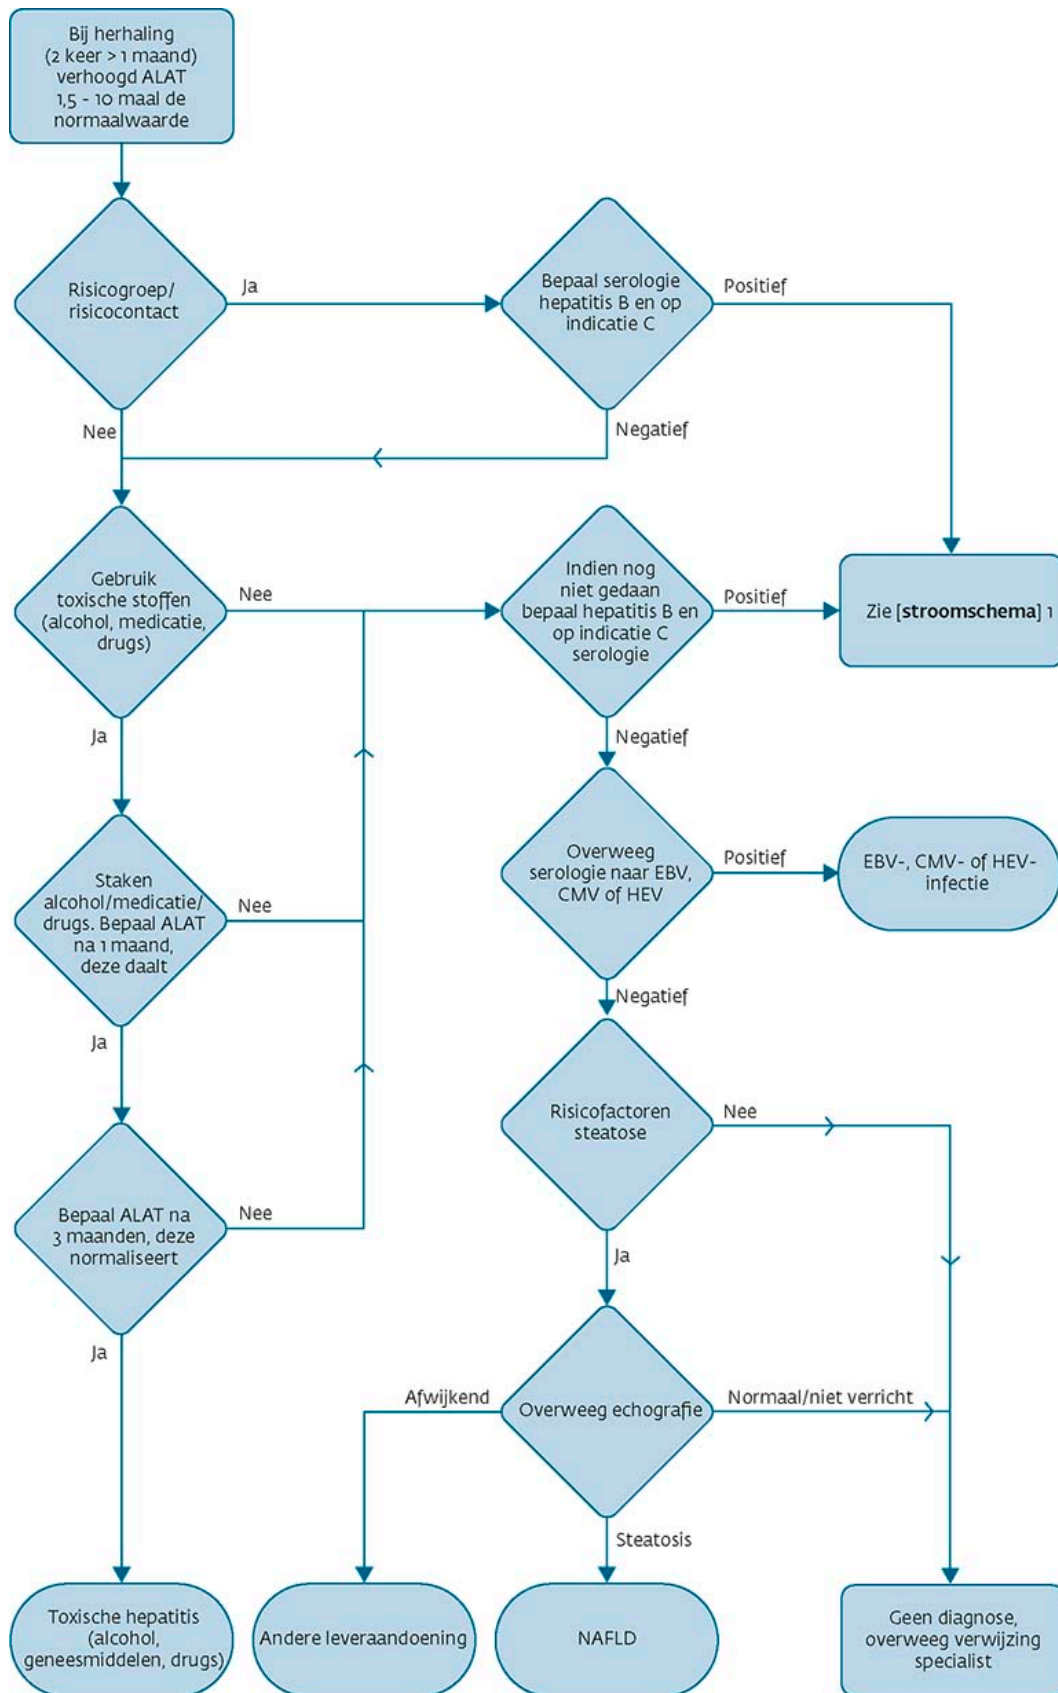 Bij herhaling
(2 keer > 1 maand)
verhoogd ALAT
1,5 - 10 maal de
normaalwaarde
Risicogroep/
risicocontact
Ja
Bepaal serologie
hepatitis B en op
indicatie C
Positief
Nee
Negatief
Gebruik
toxische stoffen
(alcohol, medicatie,
drugs)
Nee
Indien nog
niet gedaan
bepaal hepatitis B en
op indicatie C
serologie
Positief
Zie [stroomschema] 1
Ja
Negatief
Staken
alcohol/medicatie/
drugs. Bepaal ALAT
na 1 maand,
deze daalt
Nee
Overweeg
serologie naar EBV,
CMV of HEV
Positief
EBV-, CMV- of HEV-
infectie
Ja
Negatief
Risicofactoren
steatose
Nee
Bepaal ALAT na
3 maanden, deze
normaliseert
Nee
Ja
Ja
Afwijkend
Overweeg echografie
Normaal/niet verricht
Steatosis
Toxische hepatitis
(alcohol,
geneesmiddelen, drugs)
Andere leveraandoening
NAFLD
Geen diagnose,
overweeg verwijzing
specialist